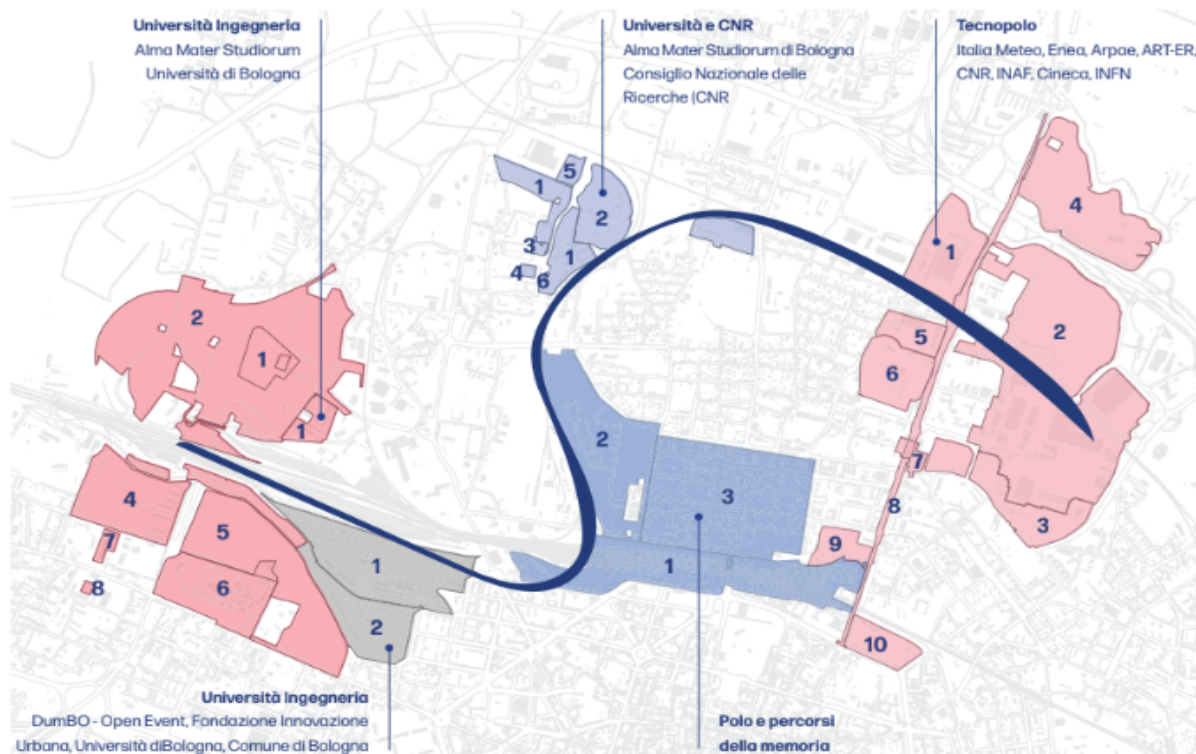 Università Ingegneria
Alma Mater Studiorum
Università di Bologna
Università e CNR
Alma Mater Studiorum di Bologna
Consiglio Nazionale delle
Ricerche (CNR
Tecnopolo
Italia Meteo, Enea, Arpae, ART-ER,
CNR, INAF, Cineca, INFN
5
1
2
3
1
4
6
4
1
2
5
6
7
8
3
9
10
2
1
1
4
5
7
6
8
1
2
2
3
1
Università Ingegneria
DumBO - Open Event, Fondazione Innovazione
Urbana, Università diBologna, Comune di Bologna
Polo e percorsi
della memoria